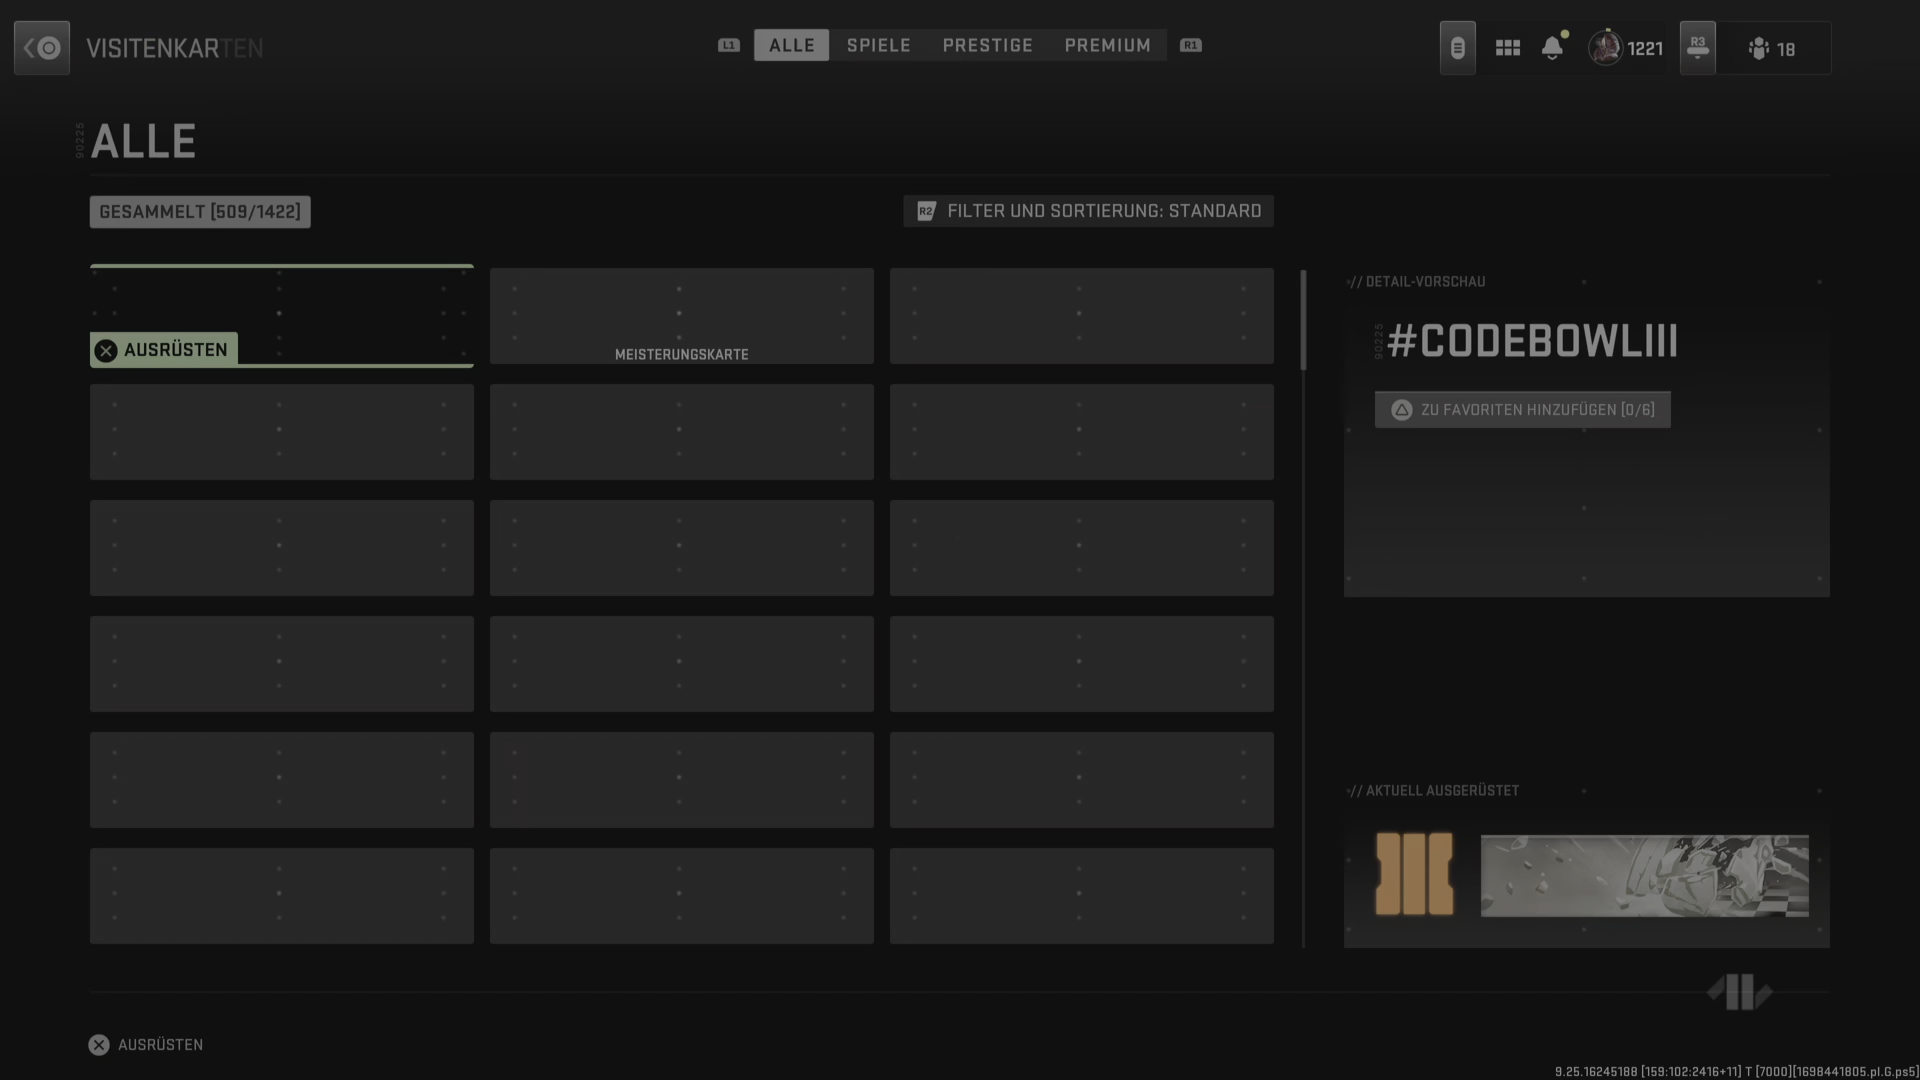 VISITENKARTEN
L1 ALLE SPIELE PRESTIGE PREMIUM R1
1221
R3
18
90225
ALLE
GESAMMELT [509/1422]
R2 FILTER UND SORTIERUNG: STANDARD
AUSRÜSTEN
MEISTERUNGSKARTE
// DETAIL-VORSCHAU
90225
#CODEBOWLIII
ZU FAVORITEN HINZUFÜGEN [0/6]
// AKTUELL AUSGERÜSTET
AUSRÜSTEN
9.25.16245188 [159:102:2416+11] T [7000][1698441805.pl.G.ps5]